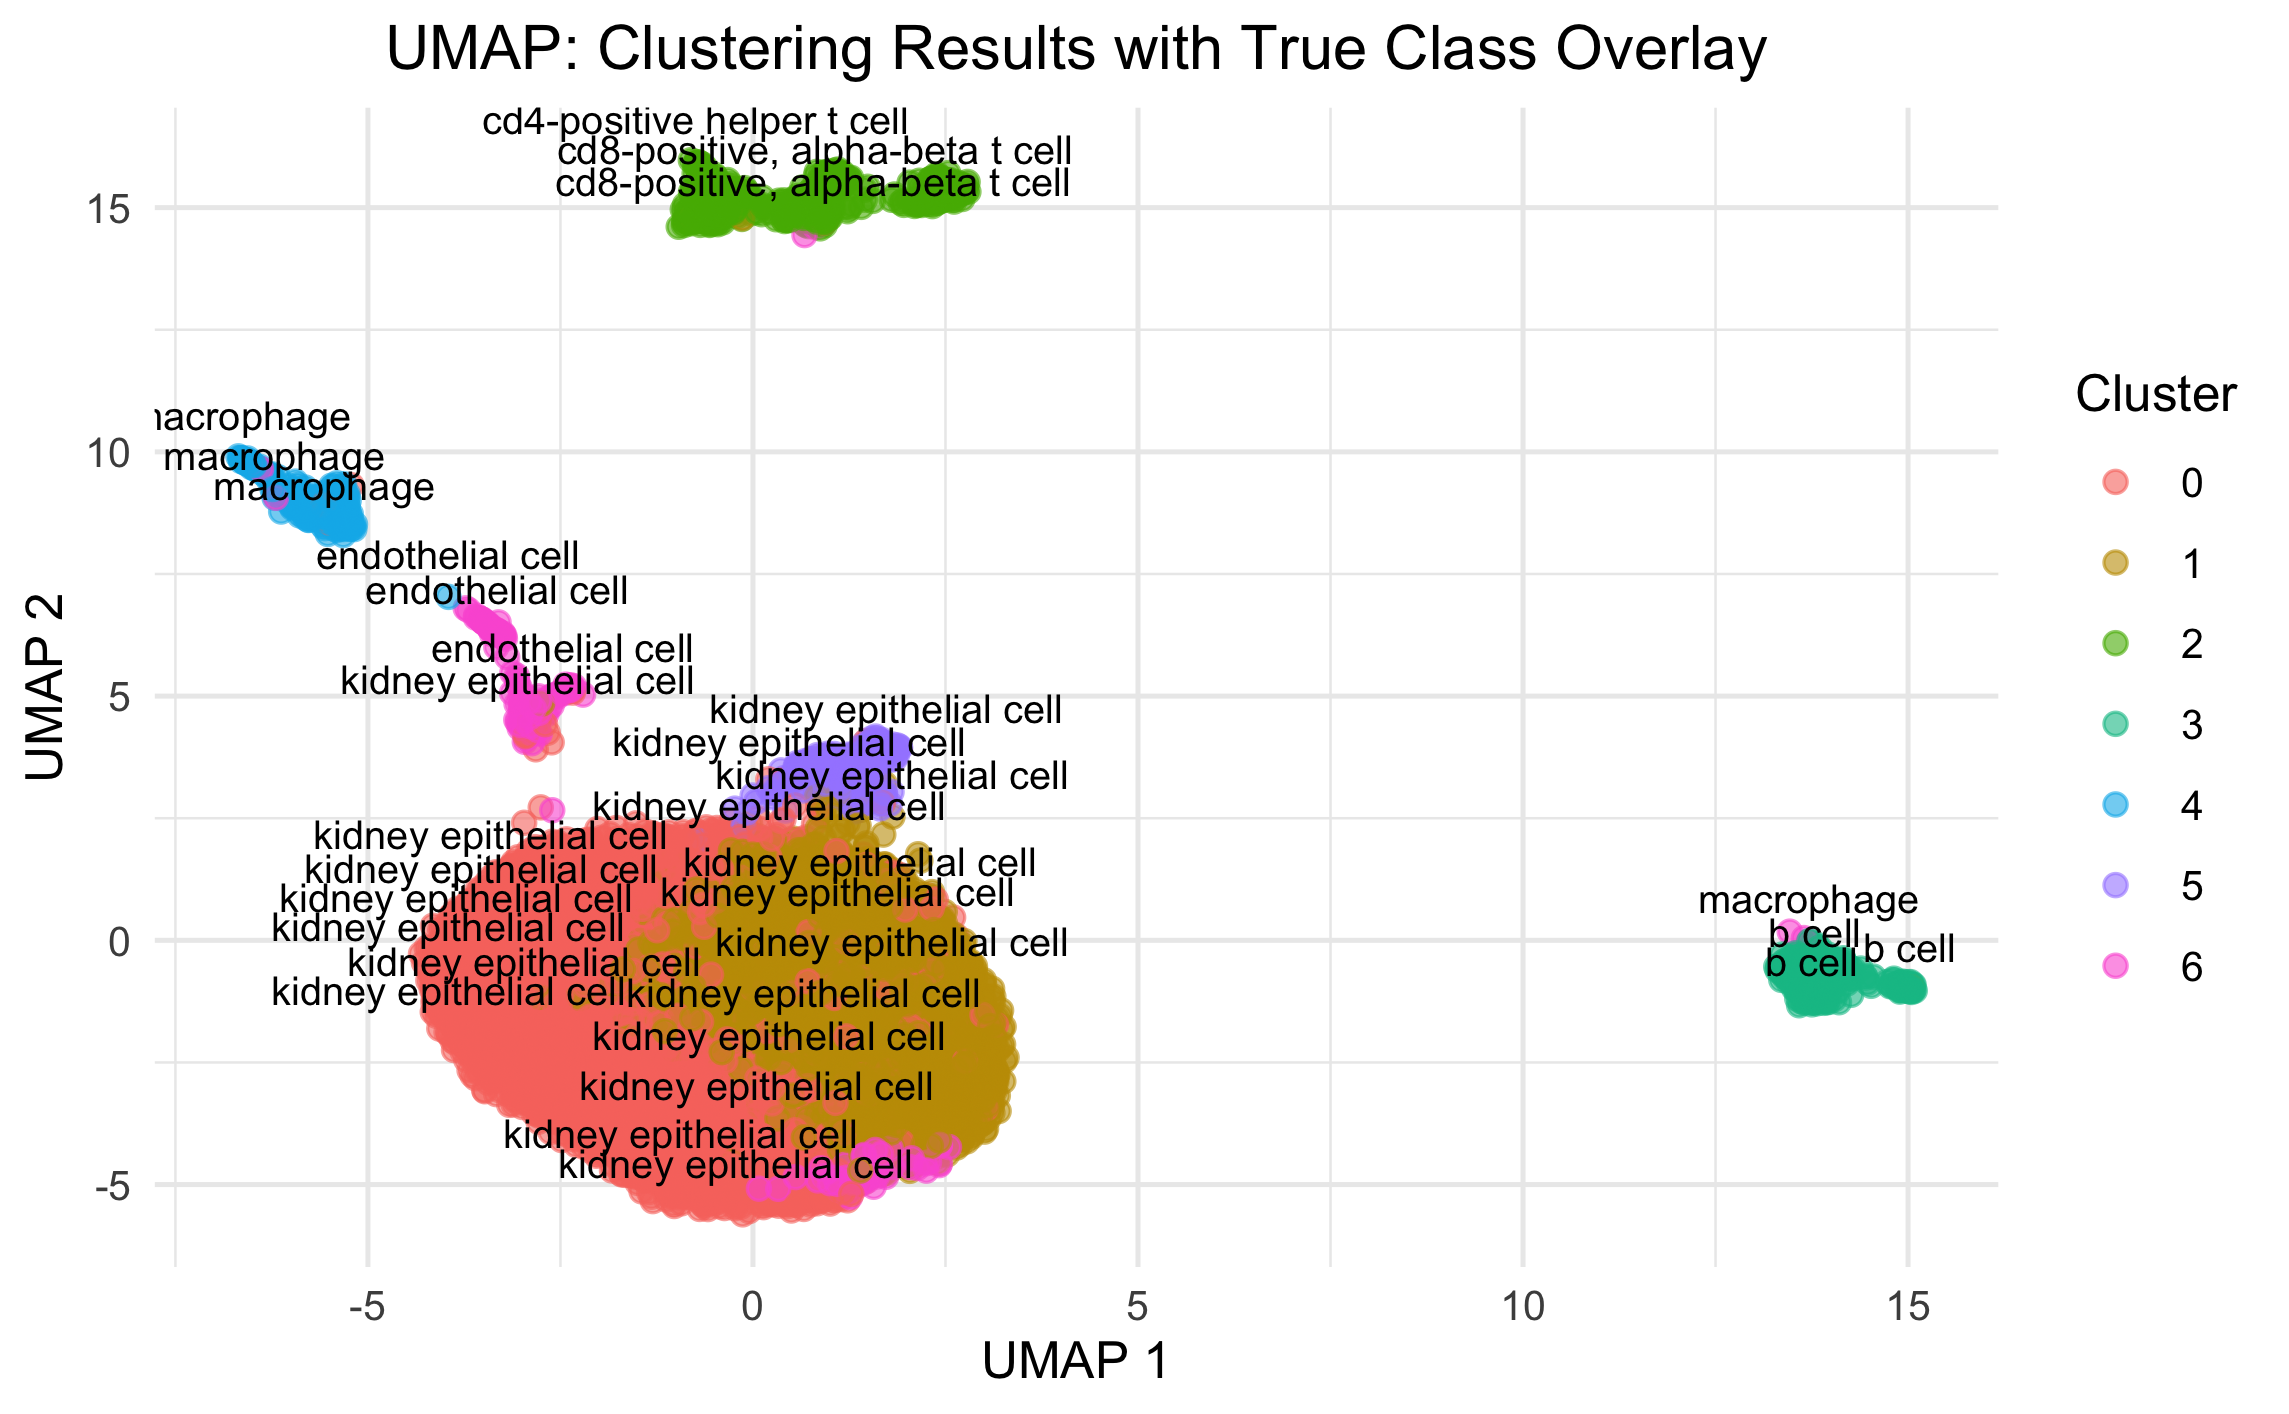 UMAP: Clustering Results with True Class Overlay
cd4-positive helper t cell
cd8-positive, alpha-beta t cell
cd8-positive, alpha-beta t cell
15
macrophage
10
macrophage
macrophage
endothelial cell
endothelial cell
endothelial cell
kidney epithelial cell
5
kidney epithelial cell
kidney epithelial cell
kidney epithelial cell
kidney epithelial cell
kidney epithelial cell
kidney epithelial cell
kidney epithelial cell
kidney epithelial cell
kidney epithelial cell
macrophage
kidney epithelial cell
b cell
0
kidney epithelial cell
b cell
kidney epithelial cell
b cell
kidney epithelial cell
kidney epithelial cell
kidney epithelial cell
kidney epithelial cell
kidney epithelial cell
kidney epithelial cell
-5
-5
0
5
10
15
UMAP 1
UMAP 2
Cluster
0
1
2
3
4
5
6